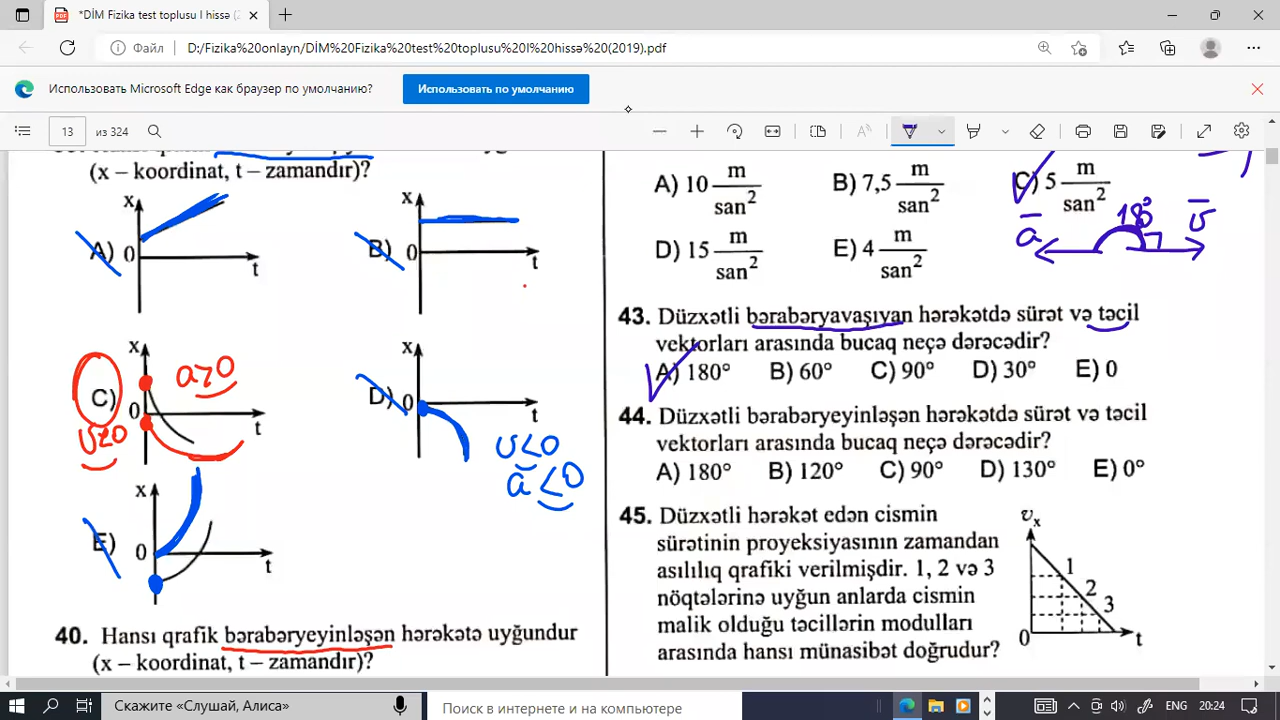 *DİM Fizika test toplusu I hissə (2
Файл
D:/Fizika%20onlayn/DİM%20Fizika%20test%20toplusu%20I%20hissə%20(2019).pdf
Использовать Microsoft Edge как браузер по умолчанию?
Использовать по умолчанию
13 из 324
(x – koordinat, t – zamandır)?
A) x 0 t
B) x 0 t
C) x 0 t
a>0
v<0
D) x 0 t
v<0
a<0
E) x 0 t
40. Hansı qrafik bərabəryeyinləşən hərəkətə uyğundur
(x – koordinat, t – zamandır)?
A) 10 m/san² B) 7,5 m/san² C) 5 m/san²
D) 15 m/san² E) 4 m/san²
a 180° v
43. Düzxətli bərabəryavaşıyan hərəkətdə sürət və təcil
vektorları arasında bucaq neçə dərəcədir?
A) 180° B) 60° C) 90° D) 30° E) 0
44. Düzxətli bərabəryeyinləşən hərəkətdə sürət və təcil
vektorları arasında bucaq neçə dərəcədir?
A) 180° B) 120° C) 90° D) 130° E) 0°
45. Düzxətli hərəkət edən cismin
sürətinin proyeksiyasının zamandan
asılılıq qrafiki verilmişdir. 1, 2 və 3
nöqtələrinə uyğun anlarda cismin
malik olduğu təcillərin modulları
arasında hansı münasibət doğrudur?
vx
1
2
3
0 t
Скажите «Слушай, Алиса»
Поиск в интернете и на компьютере
ENG 20:24